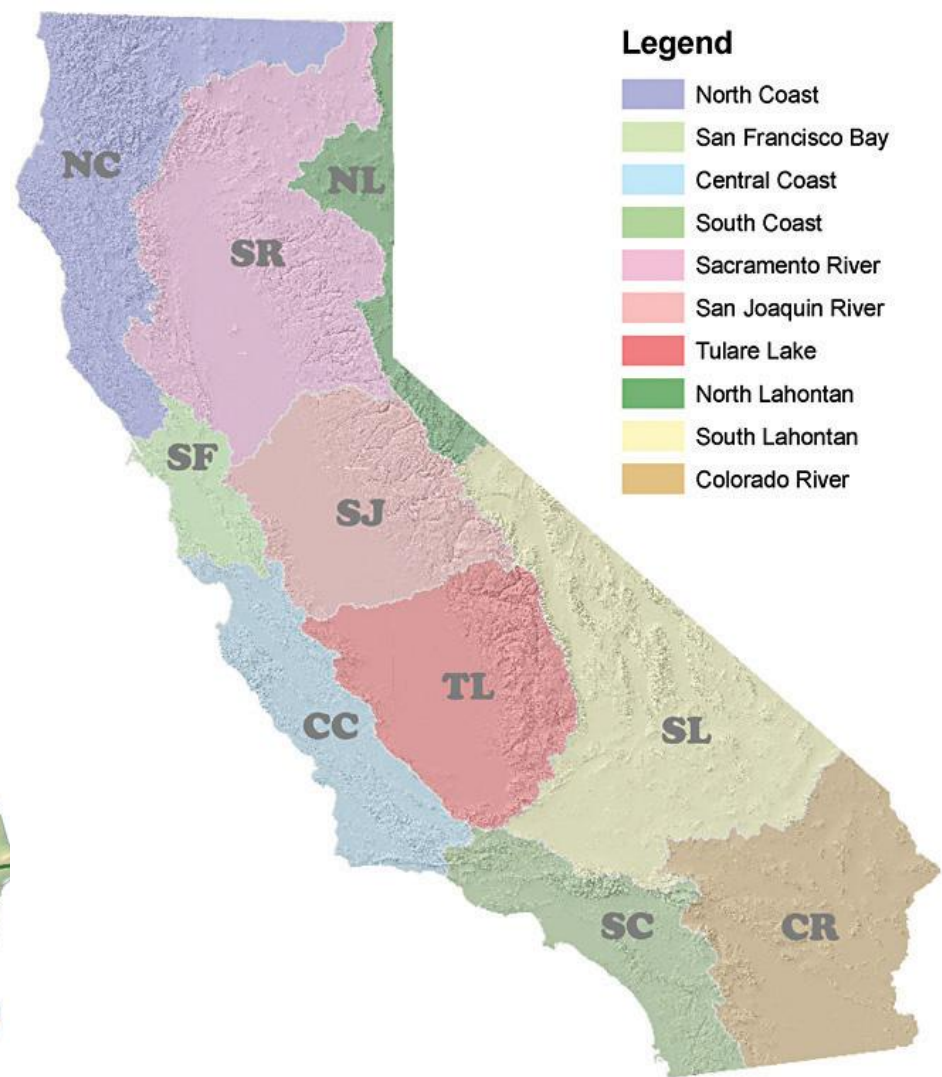 Legend
North Coast
San Francisco Bay
Central Coast
South Coast
Sacramento River
San Joaquin River
Tulare Lake
North Lahontan
South Lahontan
Colorado River
NC
NL
SR
SF
SJ
TL
CC
SL
SC
CR